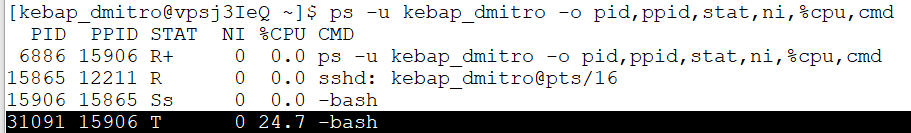 [kebap_dmitro@vpsj3IeQ ~]$ ps -u kebap_dmitro -o pid,ppid,stat,ni,%cpu,cmd
  PID  PPID STAT  NI %CPU CMD
 6886 15906 R+     0  0.0 ps -u kebap_dmitro -o pid,ppid,stat,ni,%cpu,cmd
15865 12211 R      0  0.0 sshd: kebap_dmitro@pts/16
15906 15865 Ss     0  0.0 -bash
31091 15906 T      0 24.7 -bash